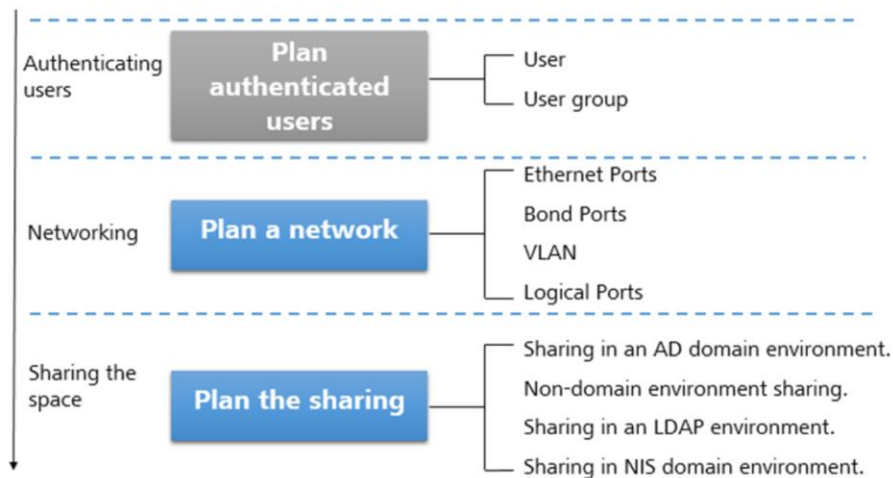 Authenticating
users
Plan
authenticated
users
User
User group
Networking
Plan a network
Ethernet Ports
Bond Ports
VLAN
Logical Ports
Sharing the
space
Plan the sharing
Sharing in an AD domain environment.
Non-domain environment sharing.
Sharing in an LDAP environment.
Sharing in NIS domain environment.